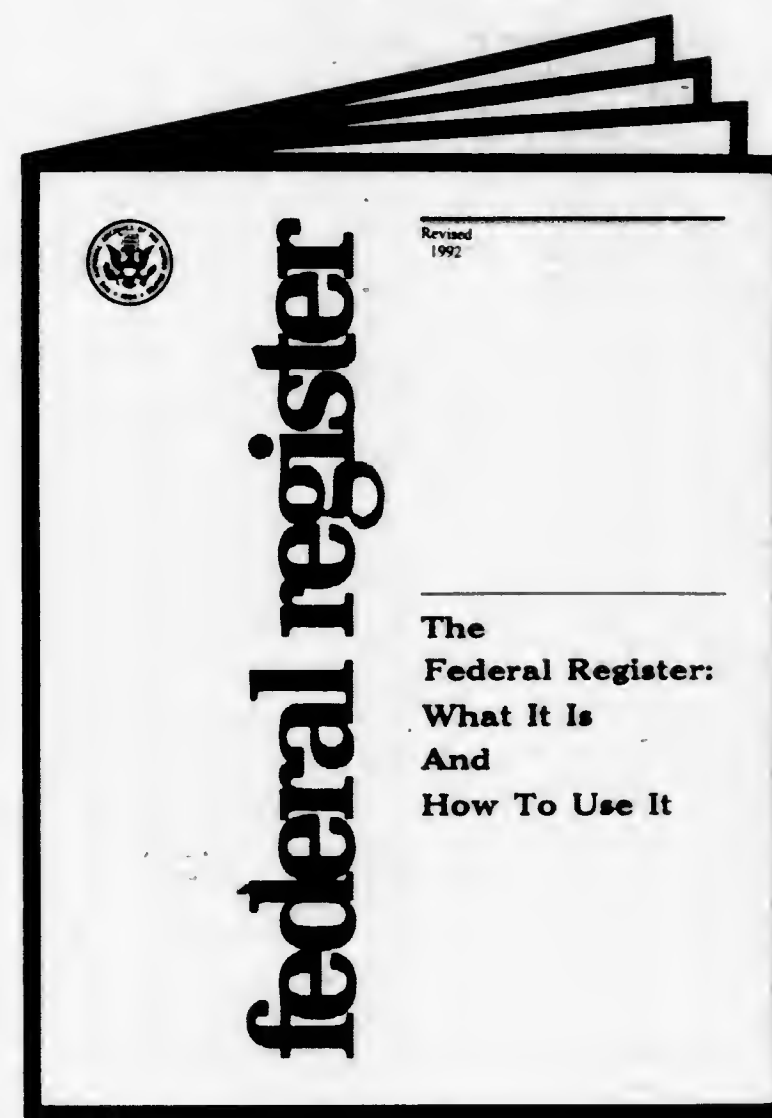 federal register
Revised
1992
The
Federal Register:
What It Is
And
How To Use It